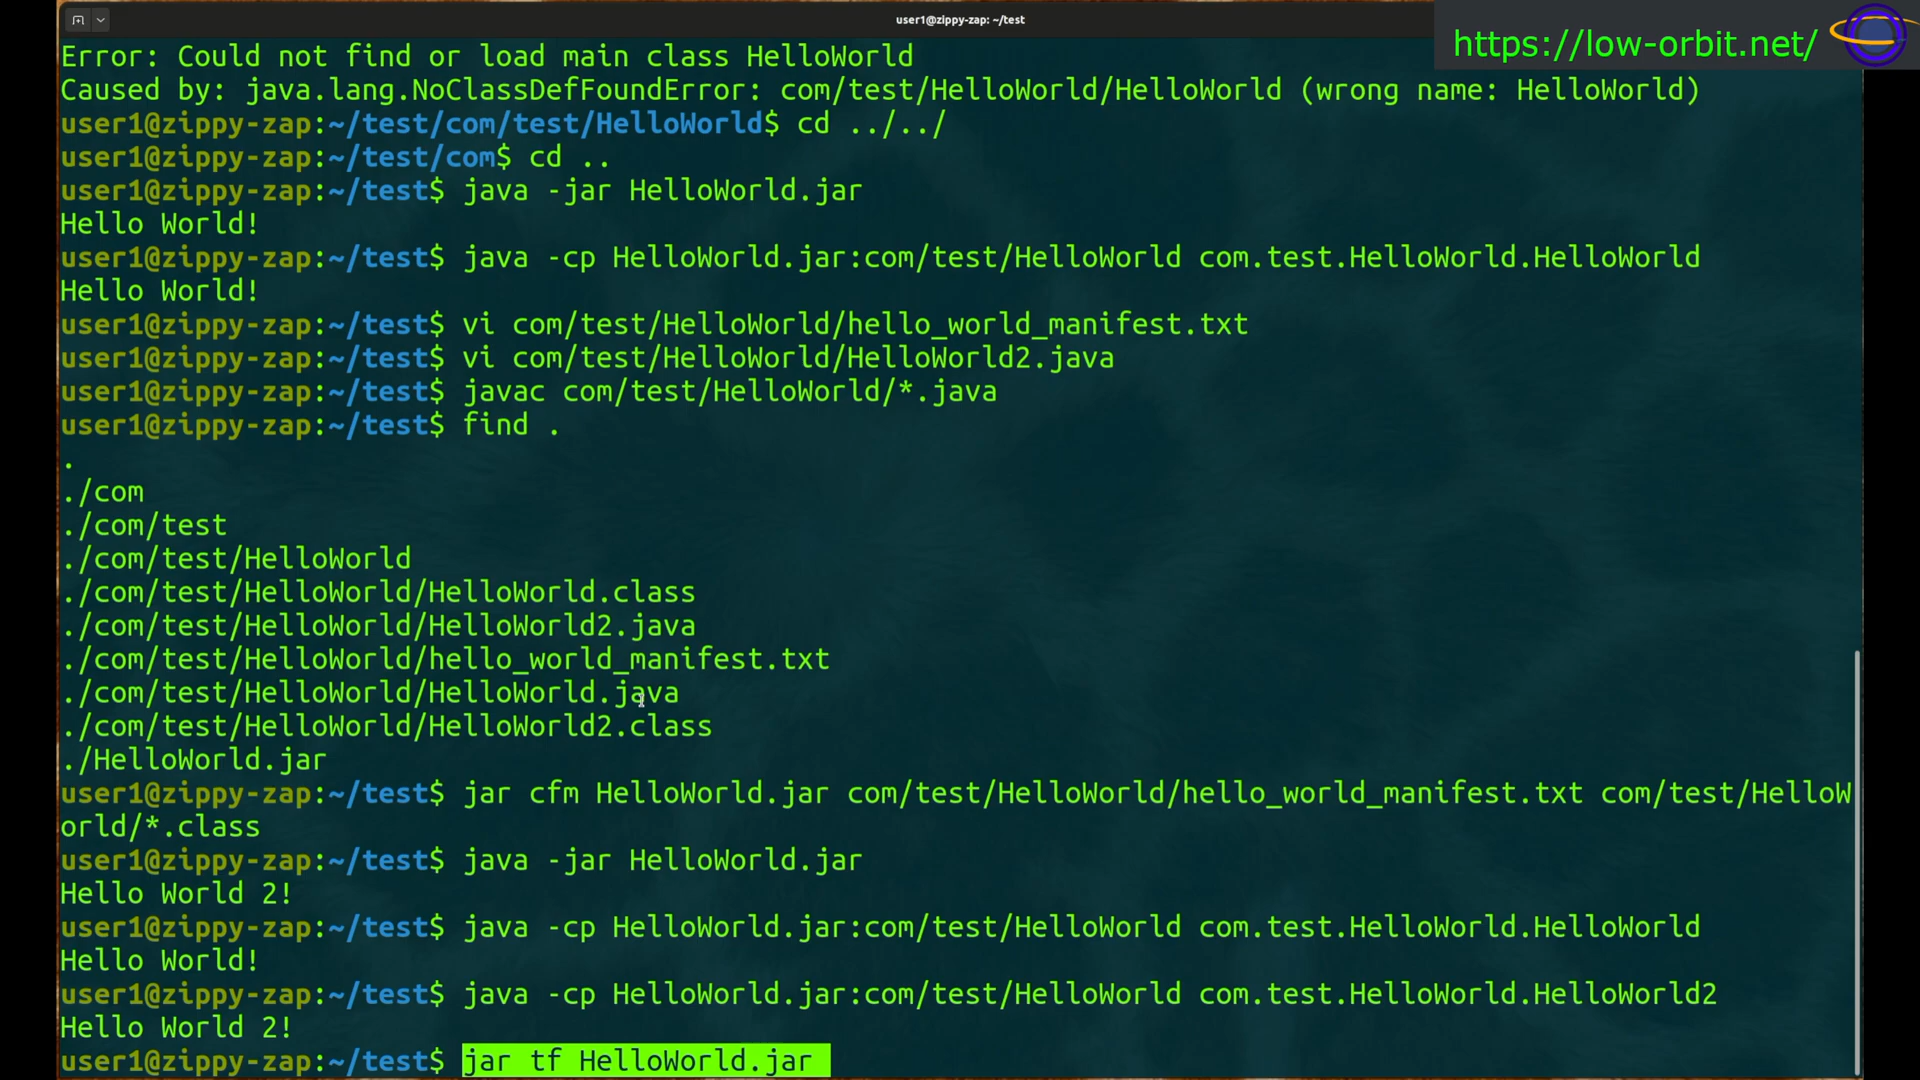 user1@zippy-zap: ~/test
https://low-orbit.net/
Error: Could not find or load main class HelloWorld
Caused by: java.lang.NoClassDefFoundError: com/test/HelloWorld/HelloWorld (wrong name: HelloWorld)
user1@zippy-zap:~/test/com/test/HelloWorld$ cd ../../
user1@zippy-zap:~/test/com$ cd ..
user1@zippy-zap:~/test$ java -jar HelloWorld.jar
Hello World!
user1@zippy-zap:~/test$ java -cp HelloWorld.jar:com/test/HelloWorld com.test.HelloWorld.HelloWorld
Hello World!
user1@zippy-zap:~/test$ vi com/test/HelloWorld/hello_world_manifest.txt
user1@zippy-zap:~/test$ vi com/test/HelloWorld/HelloWorld2.java
user1@zippy-zap:~/test$ javac com/test/HelloWorld/*.java
user1@zippy-zap:~/test$ find .
.
./com
./com/test
./com/test/HelloWorld
./com/test/HelloWorld/HelloWorld.class
./com/test/HelloWorld/HelloWorld2.java
./com/test/HelloWorld/hello_world_manifest.txt
./com/test/HelloWorld/HelloWorld.java
./com/test/HelloWorld/HelloWorld2.class
./HelloWorld.jar
user1@zippy-zap:~/test$ jar cfm HelloWorld.jar com/test/HelloWorld/hello_world_manifest.txt com/test/HelloW
orld/*.class
user1@zippy-zap:~/test$ java -jar HelloWorld.jar
Hello World 2!
user1@zippy-zap:~/test$ java -cp HelloWorld.jar:com/test/HelloWorld com.test.HelloWorld.HelloWorld
Hello World!
user1@zippy-zap:~/test$ java -cp HelloWorld.jar:com/test/HelloWorld com.test.HelloWorld.HelloWorld2
Hello World 2!
user1@zippy-zap:~/test$ jar tf HelloWorld.jar